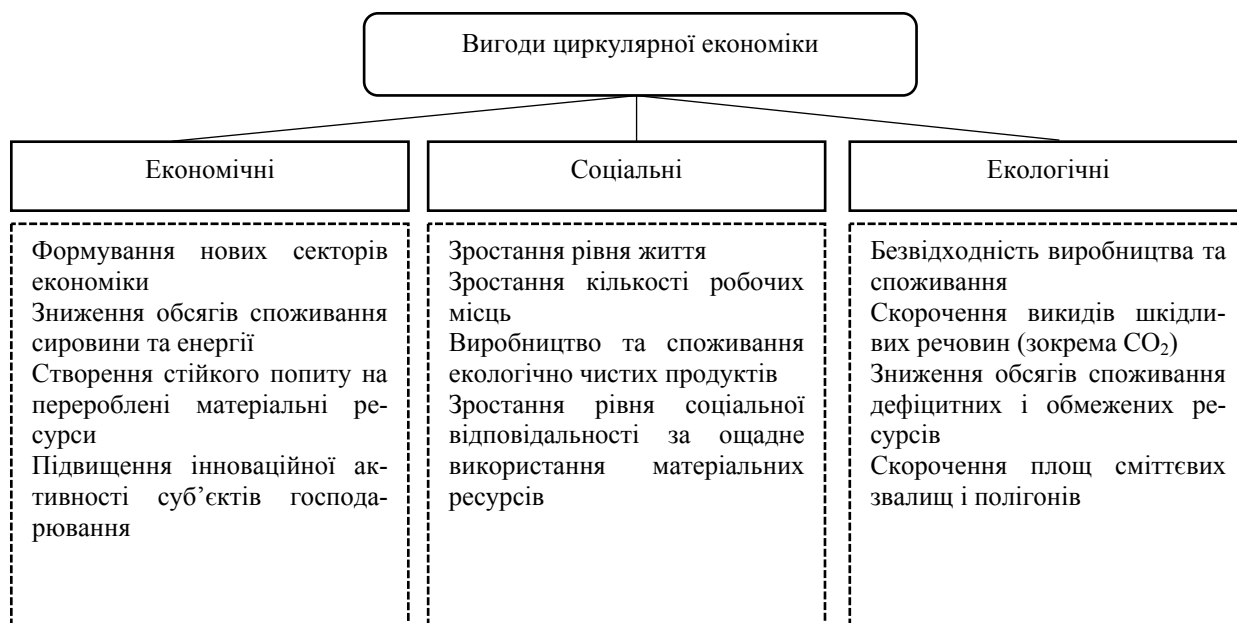 Вигоди циркулярної економіки
Економічні
Соціальні
Екологічні
Формування нових секторів
економіки
Зниження обсягів споживання
сировини та енергії
Створення стійкого попиту на
перероблені матеріальні ре-
сурси
Підвищення інноваційної ак-
тивності суб’єктів господа-
рювання
Зростання рівня життя
Зростання кількості робочих
місць
Виробництво та споживання
екологічно чистих продуктів
Зростання рівня соціальної
відповідальності за ощадне
використання матеріальних
ресурсів
Безвідходність виробництва та
споживання
Скорочення викидів шкідли-
вих речовин (зокрема CO₂)
Зниження обсягів споживання
дефіцитних і обмежених ре-
сурсів
Скорочення площ сміттєвих
звалищ і полігонів